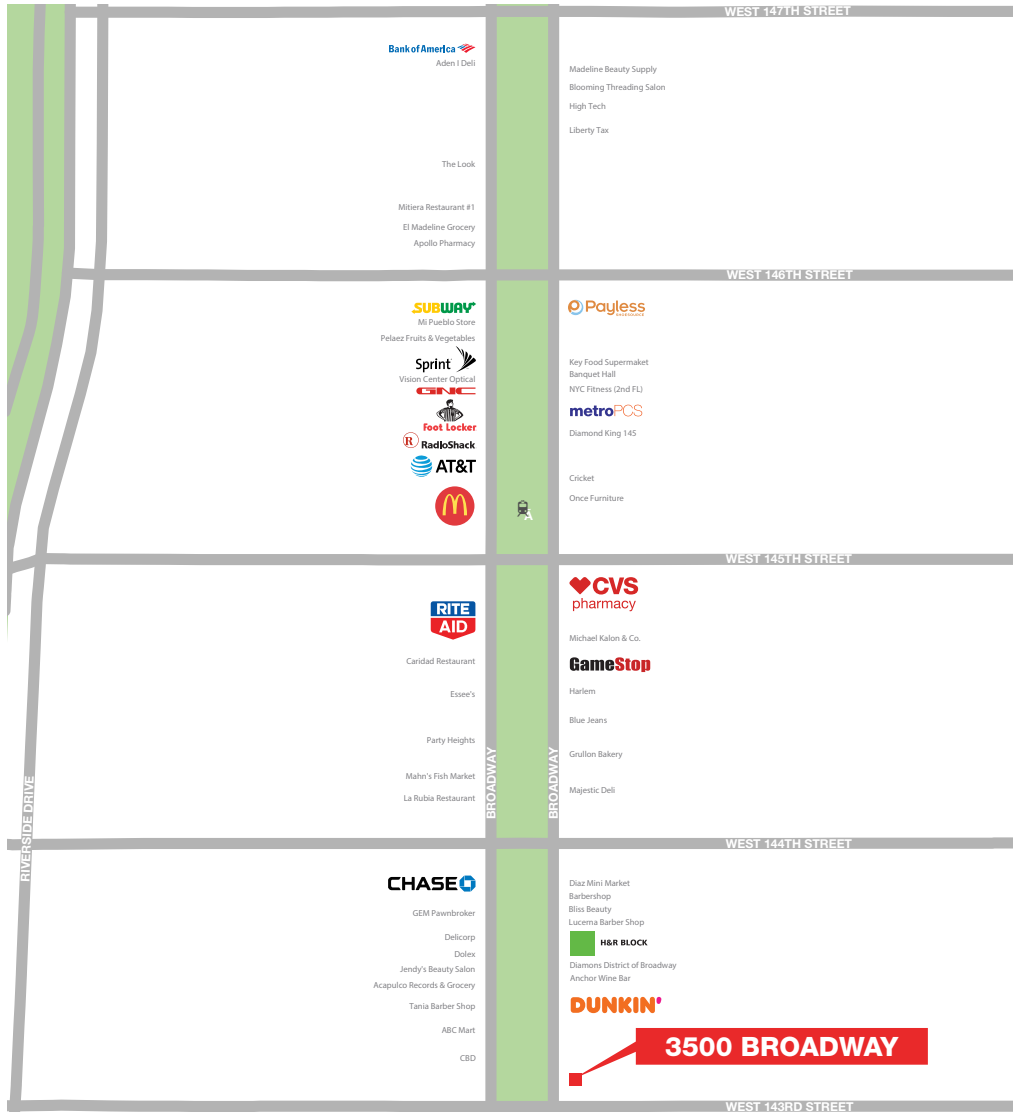 WEST 147TH STREET
Bank of America
Aden I Deli
The Look
Mitiera Restaurant #1
El Madeline Grocery
Apollo Pharmacy
Madeline Beauty Supply
Blooming Threading Salon
High Tech
Liberty Tax
WEST 146TH STREET
SUBWAY
Mi Pueblo Store
Pelaez Fruits & Vegetables
Sprint
Vision Center Optical
GNC
Foot Locker
R RadioShack
AT&T
Payless
Key Food Supermaket
Banquet Hall
NYC Fitness (2nd FL)
metroPCS
Diamond King 145
Cricket
Once Furniture
A
WEST 145TH STREET
RITE
AID
Caridad Restaurant
Essee's
Party Heights
Mahn's Fish Market
La Rubia Restaurant
CVS
pharmacy
Michael Kalon & Co.
GameStop
Harlem
Blue Jeans
Grullon Bakery
Majestic Deli
BROADWAY
BROADWAY
RIVERSIDE DRIVE
WEST 144TH STREET
CHASE
GEM Pawnbroker
Delicorp
Dolex
Jendy's Beauty Salon
Acapulco Records & Grocery
Tania Barber Shop
ABC Mart
CBD
Diaz Mini Market
Barbershop
Bliss Beauty
Lucerna Barber Shop
H&R BLOCK
Diamons District of Broadway
Anchor Wine Bar
DUNKIN'
3500 BROADWAY
WEST 143RD STREET